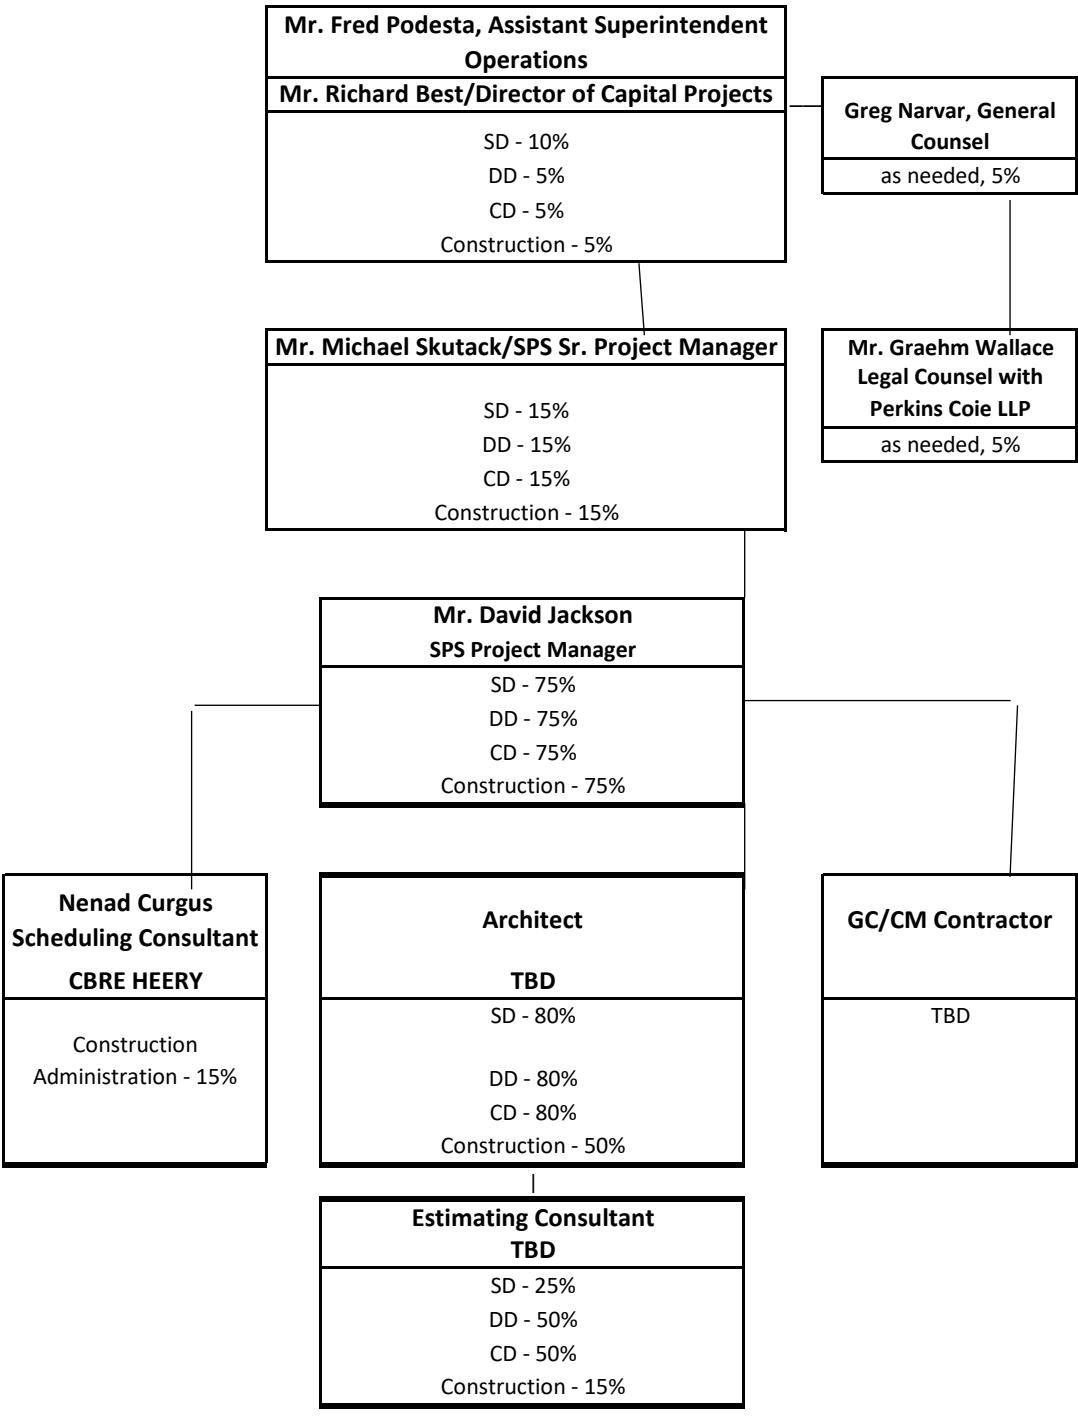 Mr. Fred Podesta, Assistant Superintendent
Operations
Mr. Richard Best/Director of Capital Projects
SD - 10%
DD - 5%
CD - 5%
Construction - 5%
Greg Narvar, General
Counsel
as needed, 5%
Mr. Michael Skutack/SPS Sr. Project Manager
SD - 15%
DD - 15%
CD - 15%
Construction - 15%
Mr. Graehm Wallace
Legal Counsel with
Perkins Coie LLP
as needed, 5%
Mr. David Jackson
SPS Project Manager
SD - 75%
DD - 75%
CD - 75%
Construction - 75%
Nenad Curgus
Scheduling Consultant
CBRE HEERY
Construction
Administration - 15%
Architect
TBD
SD - 80%
DD - 80%
CD - 80%
Construction - 50%
GC/CM Contractor
TBD
Estimating Consultant
TBD
SD - 25%
DD - 50%
CD - 50%
Construction - 15%